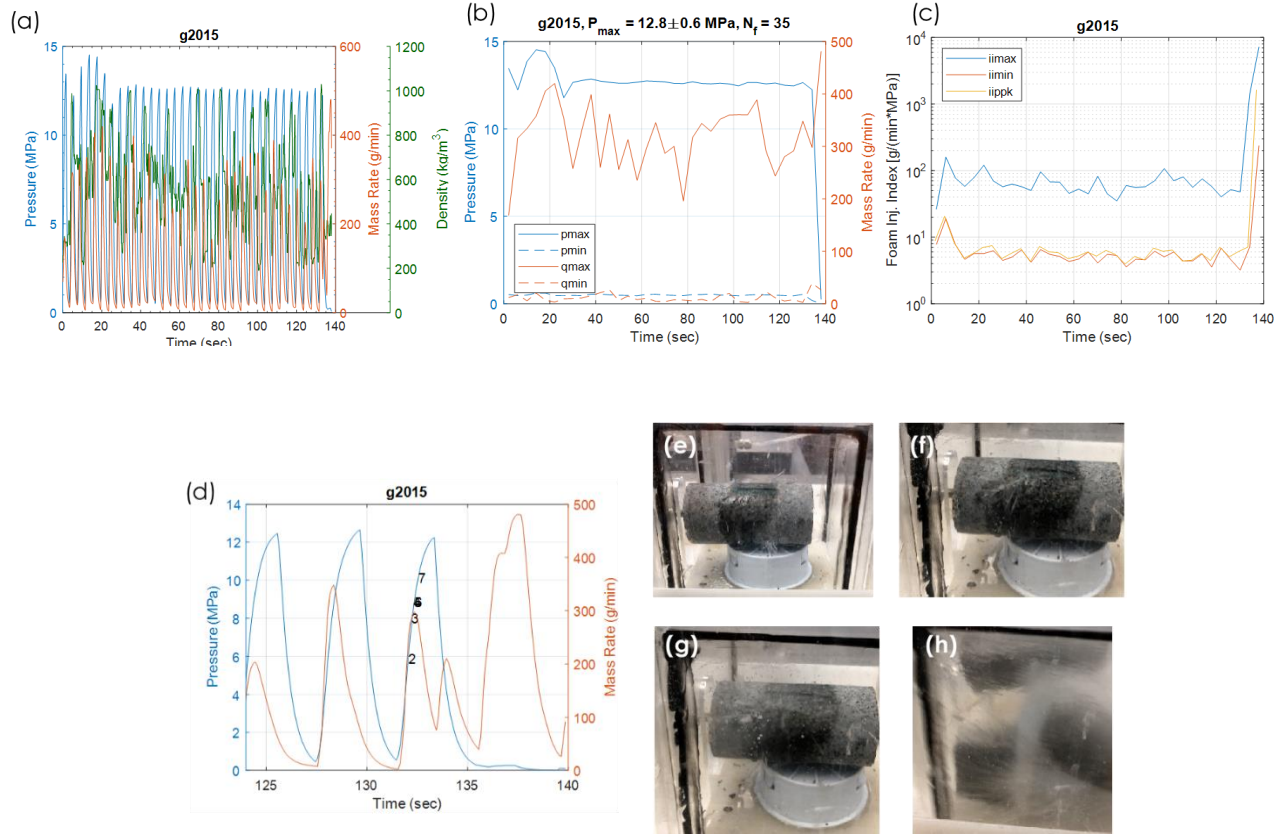 (a)
g2015
Pressure (MPa)
Mass Rate (g/min)
Density (kg/m³)
15
10
5
0
600
400
200
0
1200
1000
800
600
400
200
0
0 20 40 60 80 100 120 140
Time (sec)
(b)
g2015, P_max = 12.8±0.6 MPa, N_f = 35
Pressure (MPa)
Mass Rate (g/min)
15
10
5
0
500
400
300
200
100
0
pmax
pmin
qmax
qmin
0 20 40 60 80 100 120 140
Time (sec)
(c)
g2015
Foam Inj. Index [g/(min*MPa)]
10⁴
10³
10²
10¹
10⁰
iimax
iimin
iippk
0 20 40 60 80 100 120 140
Time (sec)
(d)
g2015
Pressure (MPa)
Mass Rate (g/min)
14
12
10
8
6
4
2
0
500
400
300
200
100
0
7
3
2
125 130 135 140
Time (sec)
(e)
(f)
(g)
(h)